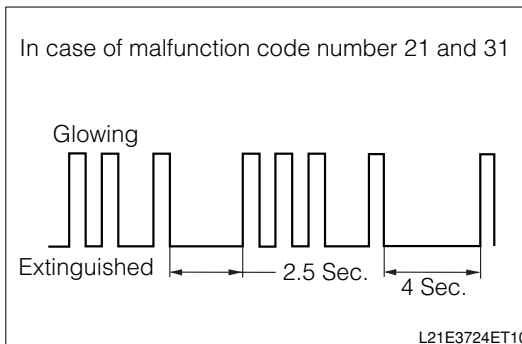 In case of malfunction code number 21 and 31
Glowing
Extinguished
2.5 Sec.
4 Sec.
L21E3724ET10